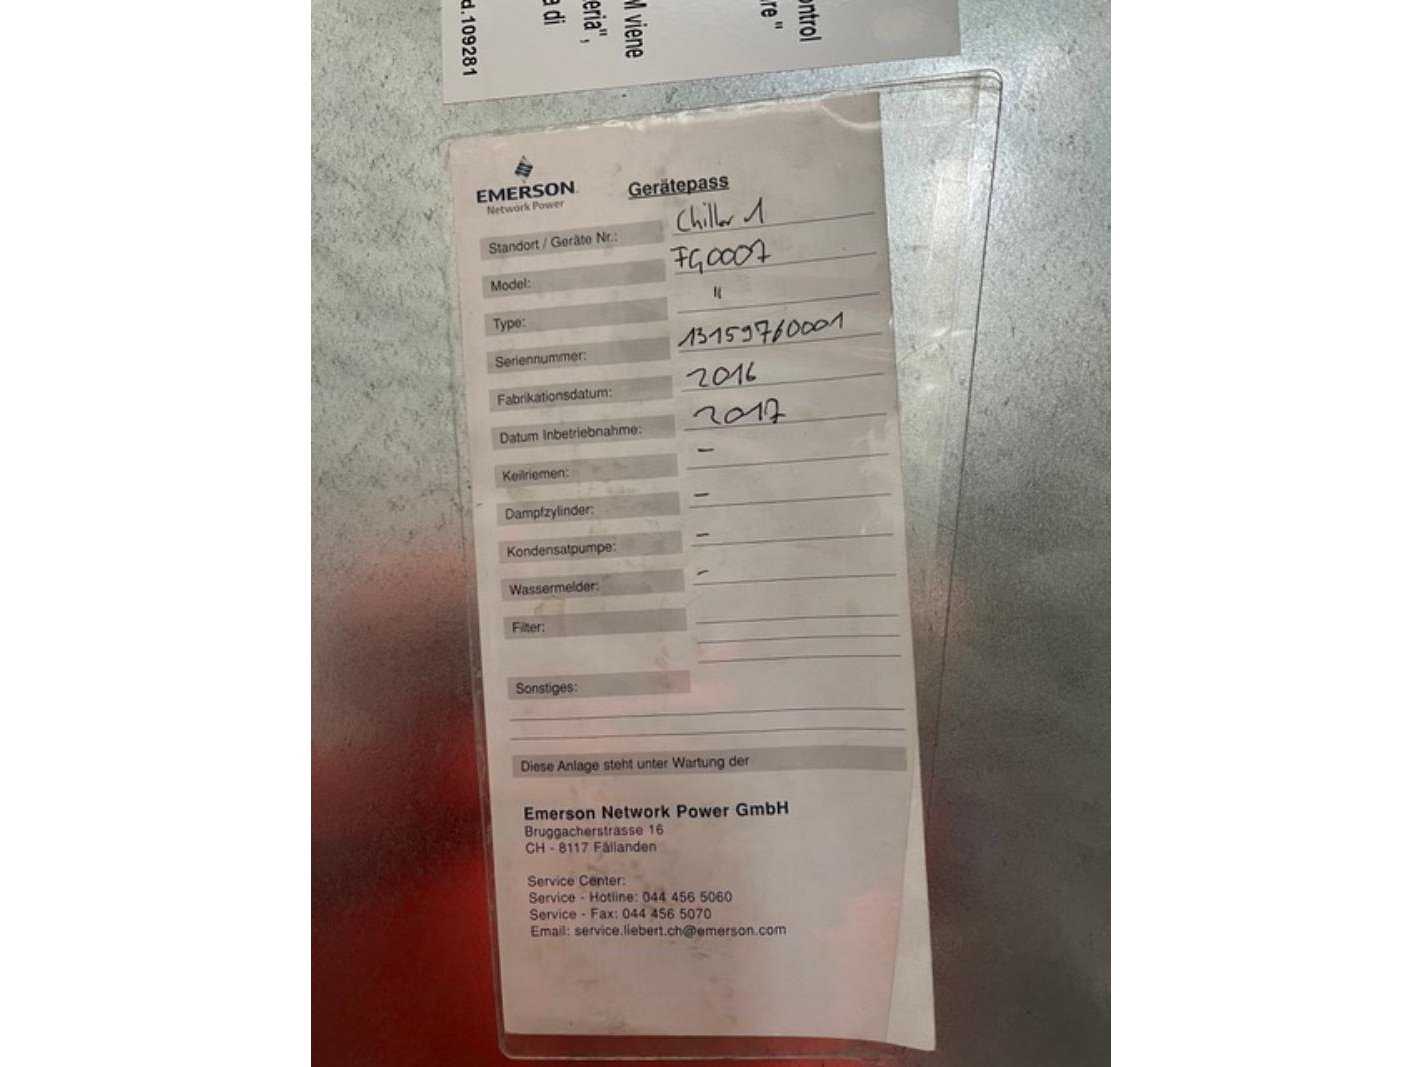 d.109281
a di
eria",
M viene
re"
ontrol
EMERSON
Network Power
Gerätepass
Standort / Geräte Nr.: Chiller 1
Model: FG0007
Type: "
Seriennummer: 13159760001
Fabrikationsdatum: 2016
Datum Inbetriebnahme: 2017
Keilriemen: –
Dampfzylinder: –
Kondensatpumpe: –
Wassermelder: –
Filter:
Sonstiges:
Diese Anlage steht unter Wartung der
Emerson Network Power GmbH
Bruggacherstrasse 16
CH - 8117 Fällanden
Service Center:
Service - Hotline: 044 456 5060
Service - Fax: 044 456 5070
Email: service.liebert.ch@emerson.com